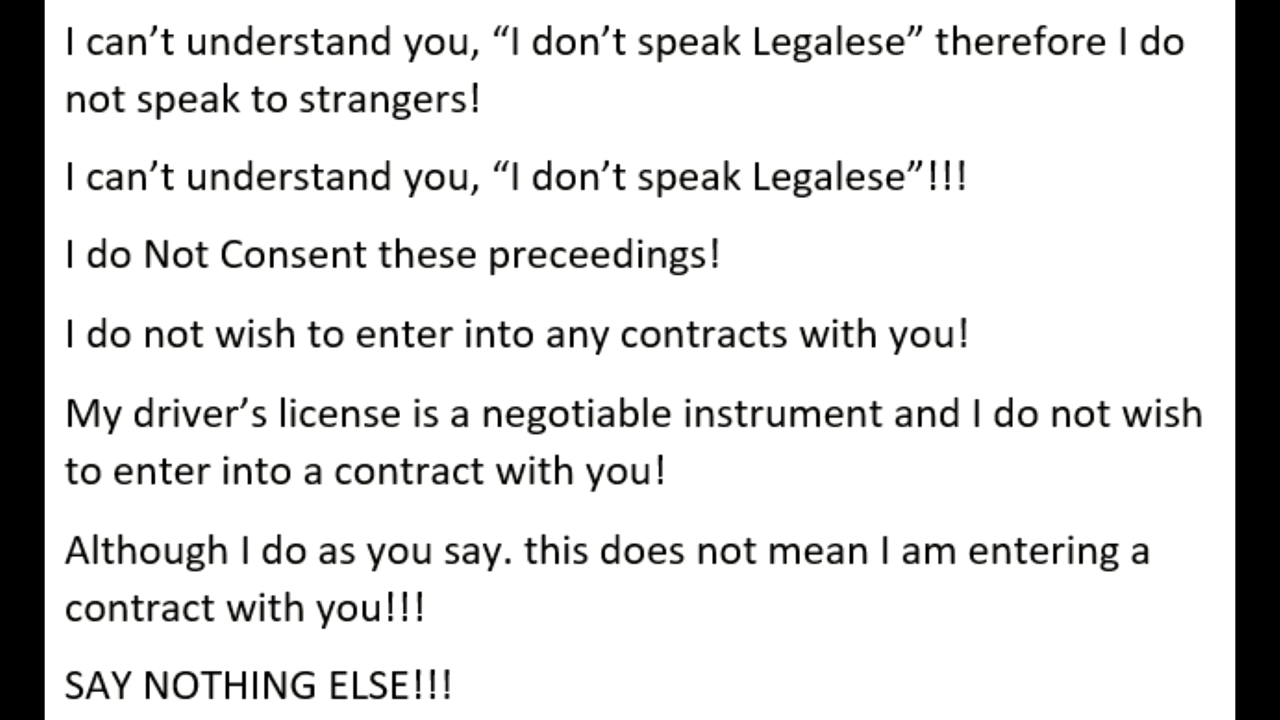 I can’t understand you, “I don’t speak Legalese” therefore I do
not speak to strangers!
I can’t understand you, “I don’t speak Legalese”!!!
I do Not Consent these preceedings!
I do not wish to enter into any contracts with you!
My driver’s license is a negotiable instrument and I do not wish
to enter into a contract with you!
Although I do as you say. this does not mean I am entering a
contract with you!!!
SAY NOTHING ELSE!!!